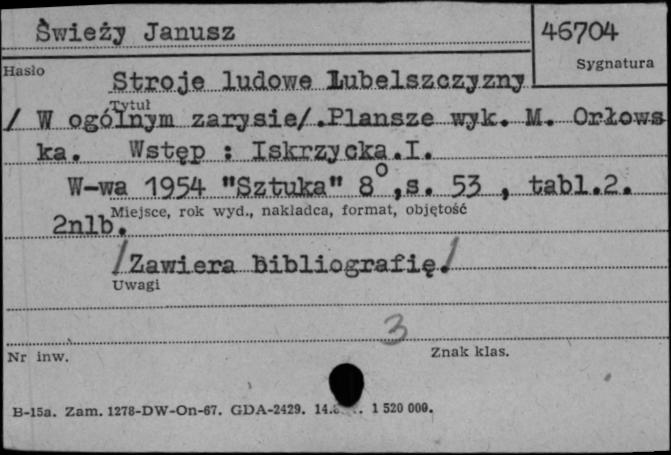 Świeży Janusz
46704
Hasło
Sygnatura
Stroje ludowe Lubelszczyzny
Tytuł
/ W ogólnym zarysie/.Plansze wyk. M. Orłows
ka. Wstęp : Iskrzycka.I.
W-wa 1954 "Sztuka" 8°,s. 53 , tabl.2.
Miejsce, rok wyd., nakładca, format, objętość
2nlb.
/Zawiera bibliografię./
Uwagi
3
Nr inw.
Znak klas.
B-15a. Zam. 1278-DW-On-67. GDA-2429. 1 520 000.